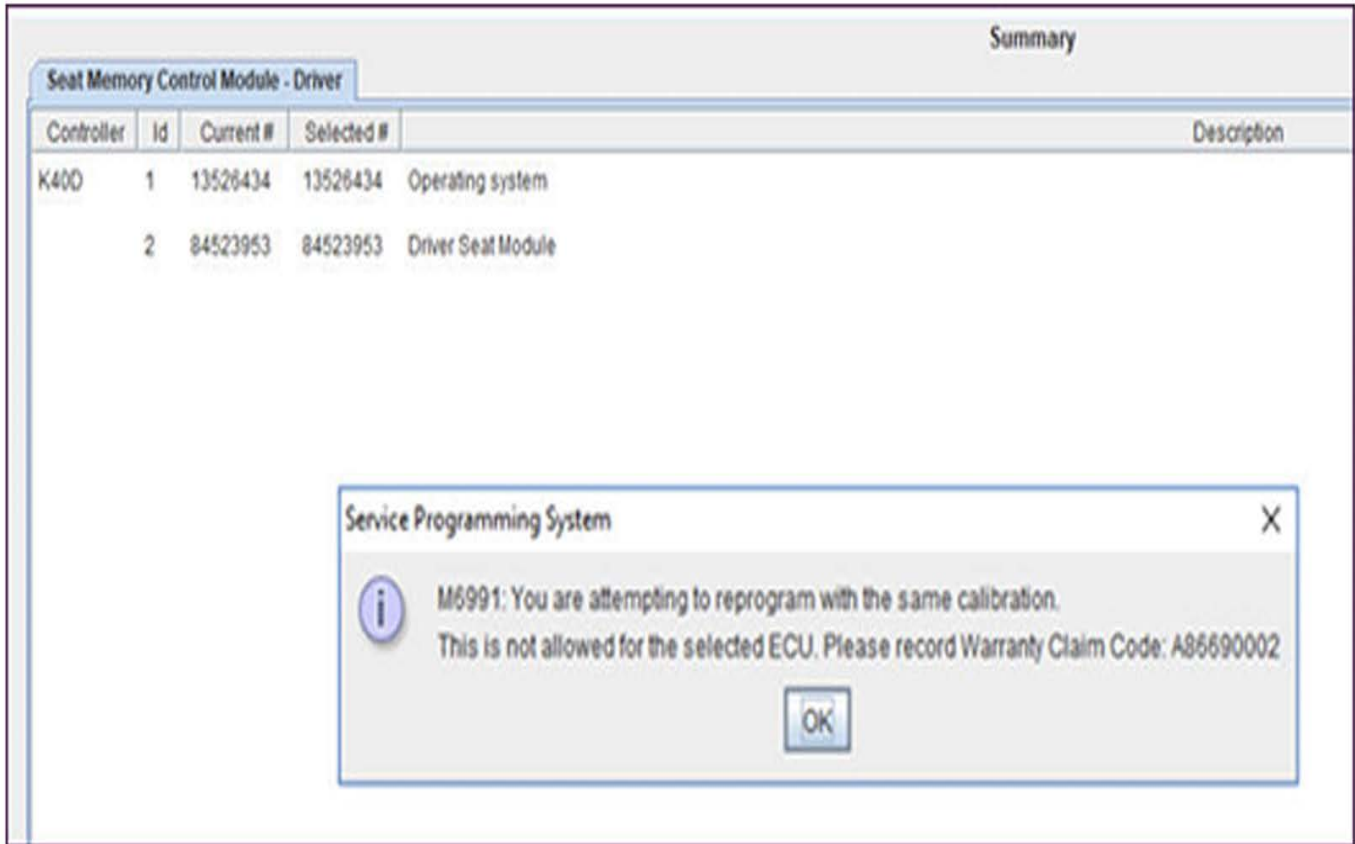 Summary
Seat Memory Control Module - Driver
Controller Id Current # Selected # Description
K40D 1 13526434 13526434 Operating system
2 84523953 84523953 Driver Seat Module
Service Programming System X
i
M6991: You are attempting to reprogram with the same calibration.
This is not allowed for the selected ECU. Please record Warranty Claim Code: A86690002
OK